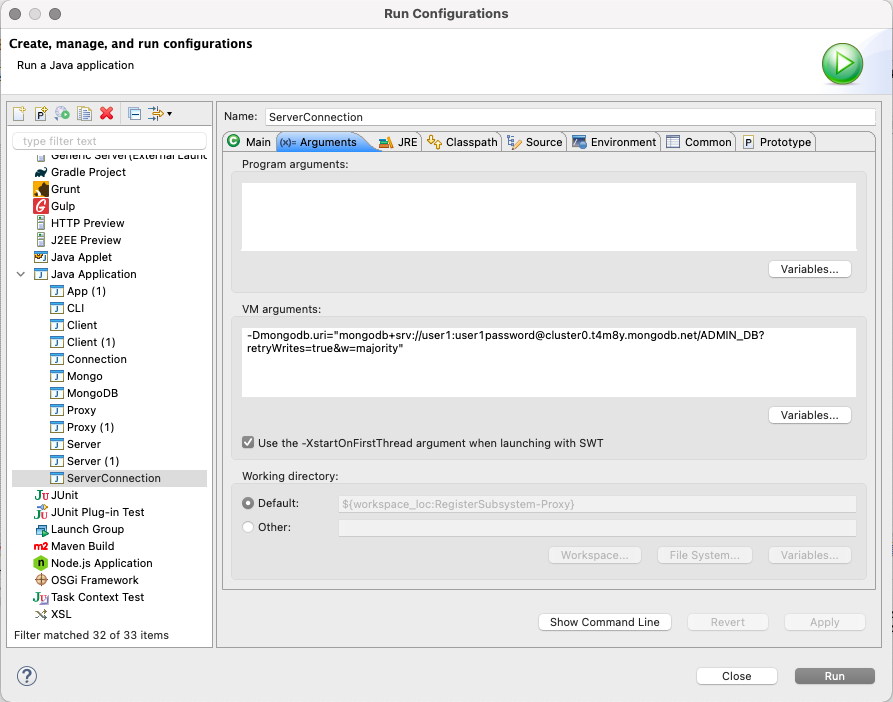 Run Configurations
Create, manage, and run configurations
Run a Java application
type filter text
Generic Server(External Launc
Gradle Project
Grunt
Gulp
HTTP Preview
J2EE Preview
Java Applet
Java Application
App (1)
CLI
Client
Client (1)
Connection
Mongo
MongoDB
Proxy
Proxy (1)
Server
Server (1)
ServerConnection
JUnit
JUnit Plug-in Test
Launch Group
m2 Maven Build
Node.js Application
OSGi Framework
Task Context Test
XSL
Filter matched 32 of 33 items
Name: ServerConnection
Main (x)= Arguments JRE Classpath Source Environment Common P Prototype
Program arguments:
Variables...
VM arguments:
-Dmongodb.uri="mongodb+srv://user1:user1password@cluster0.t4m8y.mongodb.net/ADMIN_DB?
retryWrites=true&w=majority"
Variables...
Use the -XstartOnFirstThread argument when launching with SWT
Working directory:
Default: ${workspace_loc:RegisterSubsystem-Proxy}
Other:
Workspace... File System... Variables...
Show Command Line Revert Apply
? Close Run